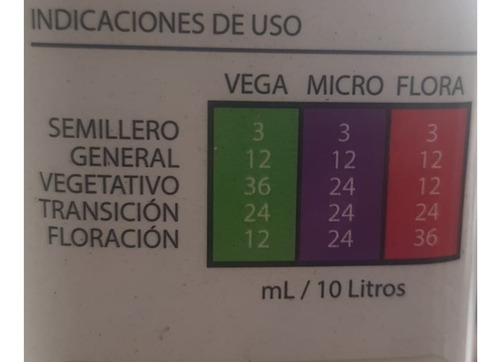 INDICACIONES DE USO
VEGA MICRO FLORA
SEMILLERO 3 3 3
GENERAL 12 12 12
VEGETATIVO 36 24 12
TRANSICIÓN 24 24 24
FLORACIÓN 12 24 36
mL / 10 Litros